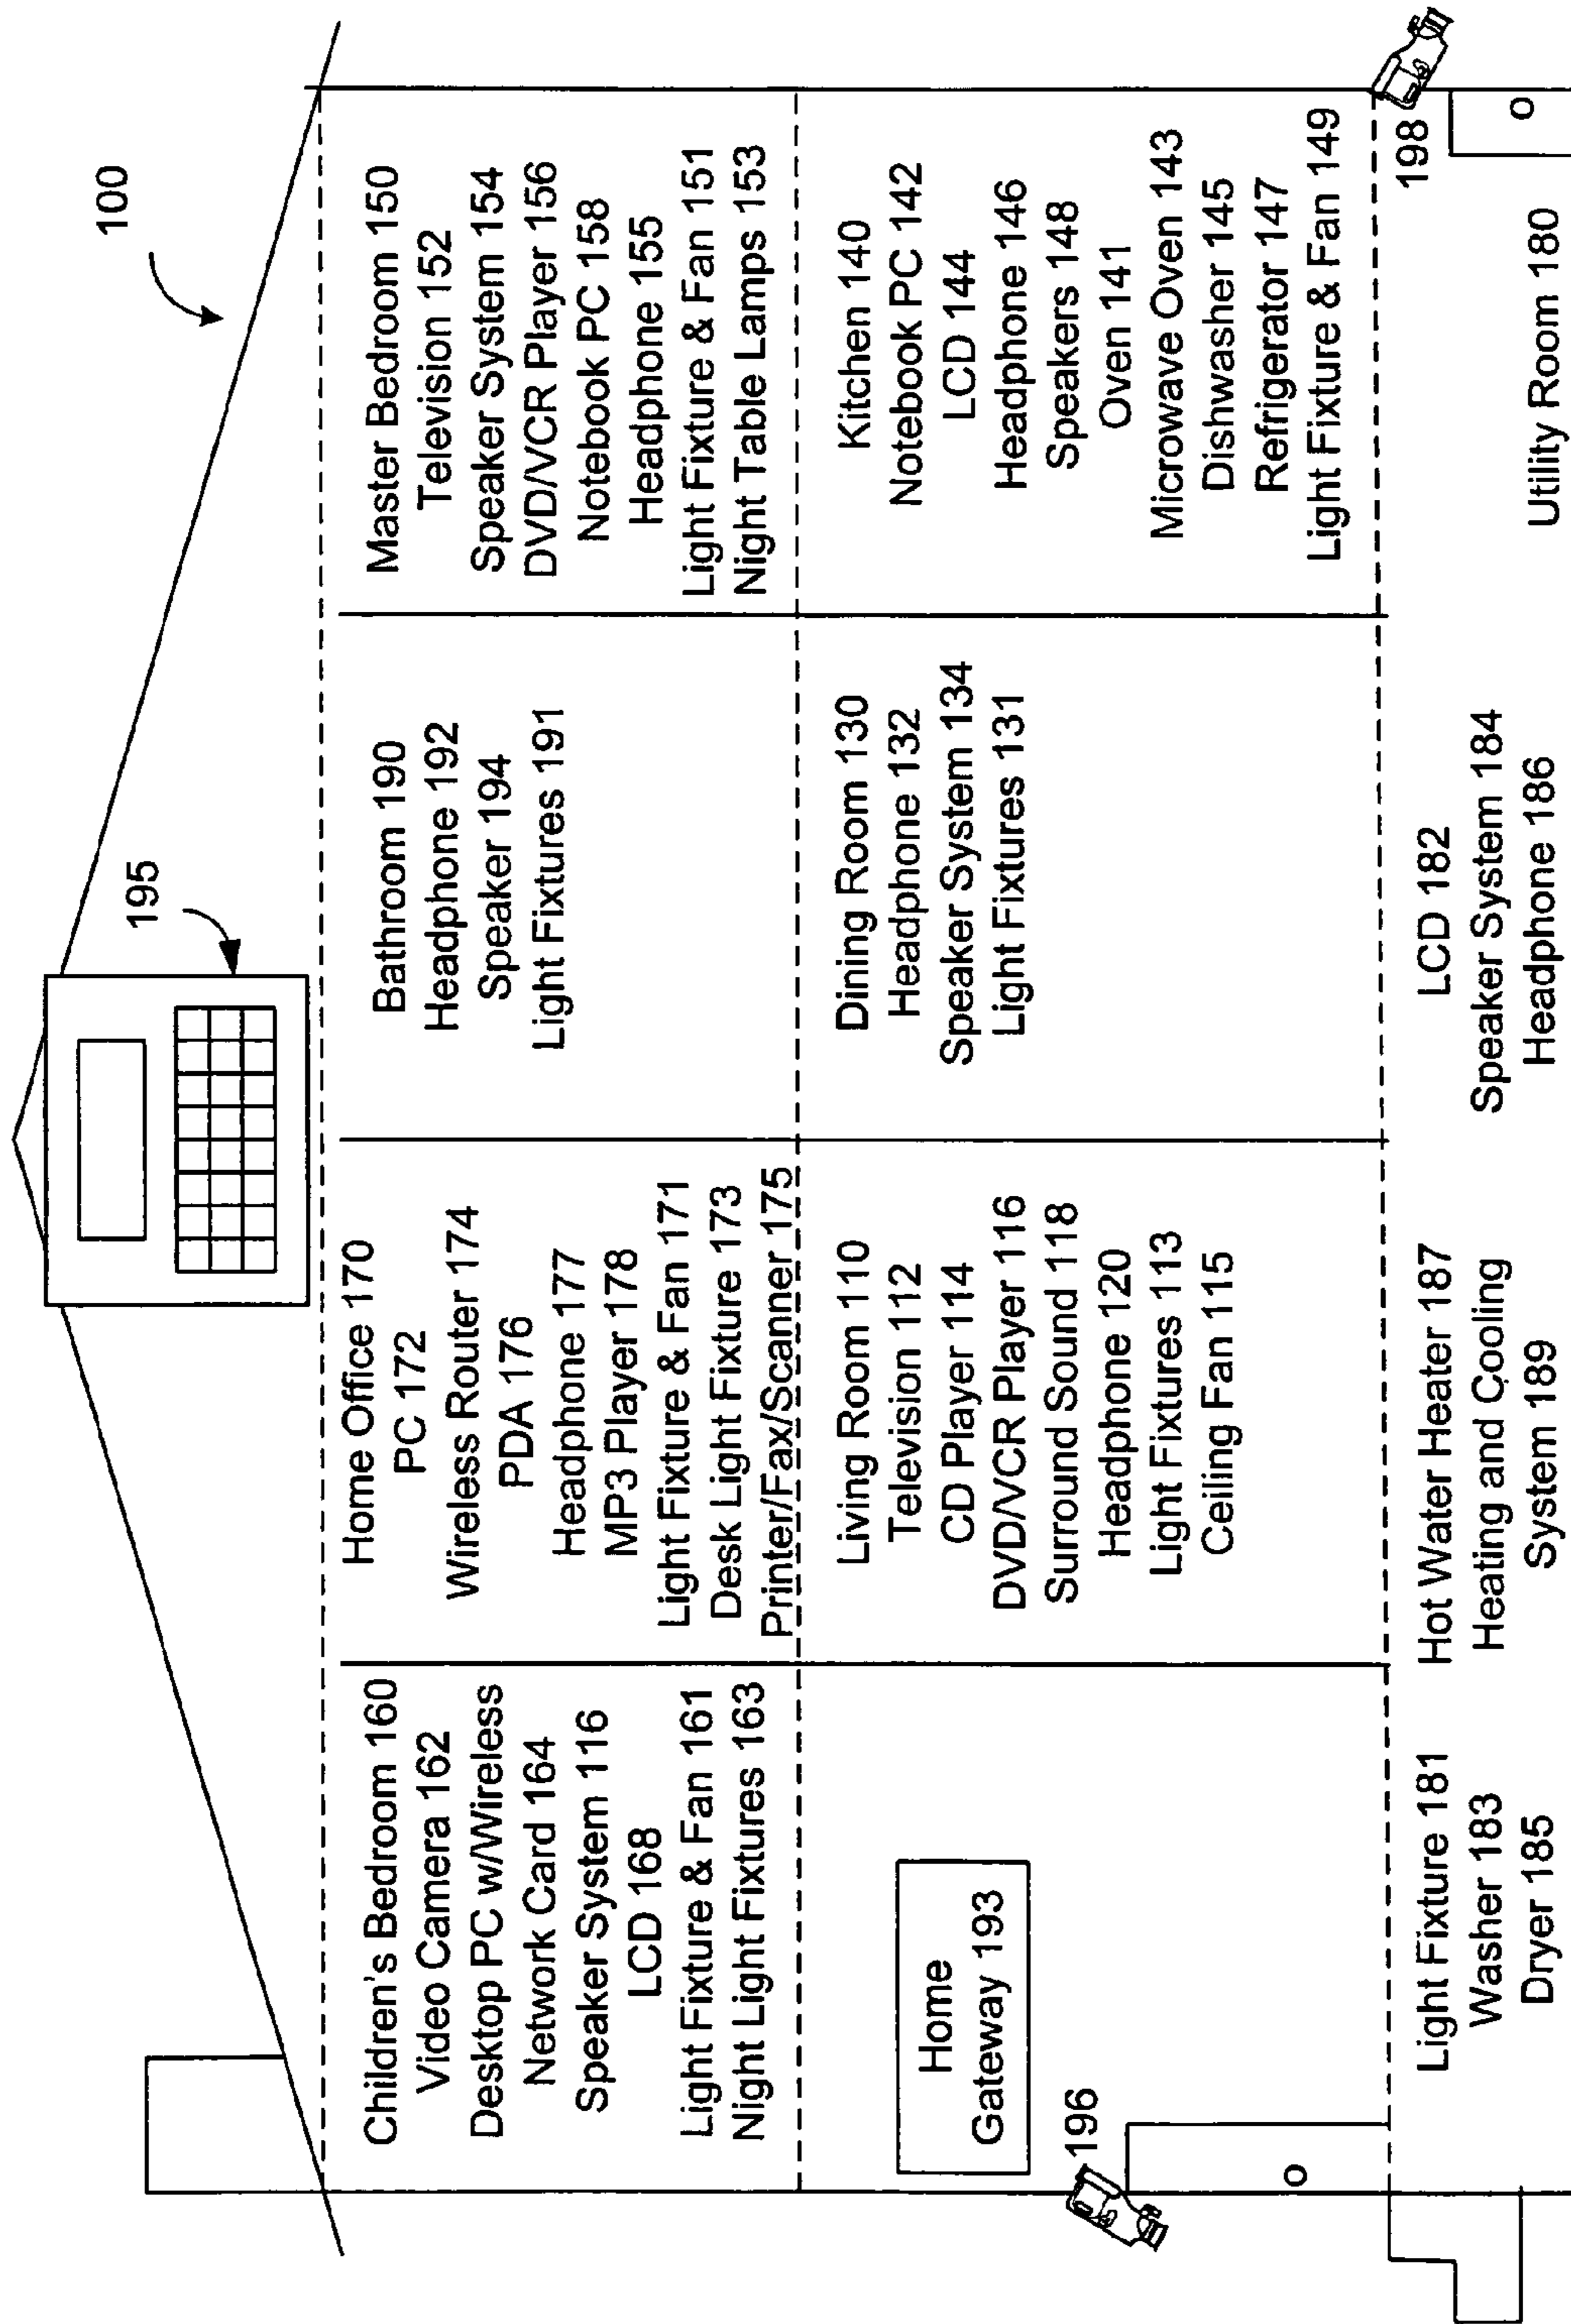 100
195
Children's Bedroom 160
Video Camera 162
Desktop PC w/Wireless
Network Card 164
Speaker System 116
LCD 168
Light Fixture & Fan 161
Night Light Fixtures 163
Home Office 170
PC 172
Wireless Router 174
PDA 176
Headphone 177
MP3 Player 178
Light Fixture & Fan 171
Desk Light Fixture 173
Printer/Fax/Scanner 175
Bathroom 190
Headphone 192
Speaker 194
Light Fixtures 191
Master Bedroom 150
Television 152
Speaker System 154
DVD/VCR Player 156
Notebook PC 158
Headphone 155
Light Fixture & Fan 151
Night Table Lamps 153
Home
Gateway 193
196
Living Room 110
Television 112
CD Player 114
DVD/VCR Player 116
Surround Sound 118
Headphone 120
Light Fixtures 113
Ceiling Fan 115
Dining Room 130
Headphone 132
Speaker System 134
Light Fixtures 131
Kitchen 140
Notebook PC 142
LCD 144
Headphone 146
Speakers 148
Oven 141
Microwave Oven 143
Dishwasher 145
Refrigerator 147
Light Fixture & Fan 149
198
Light Fixture 181
Washer 183
Dryer 185
Hot Water Heater 187
Heating and Cooling
System 189
LCD 182
Speaker System 184
Headphone 186
Utility Room 180